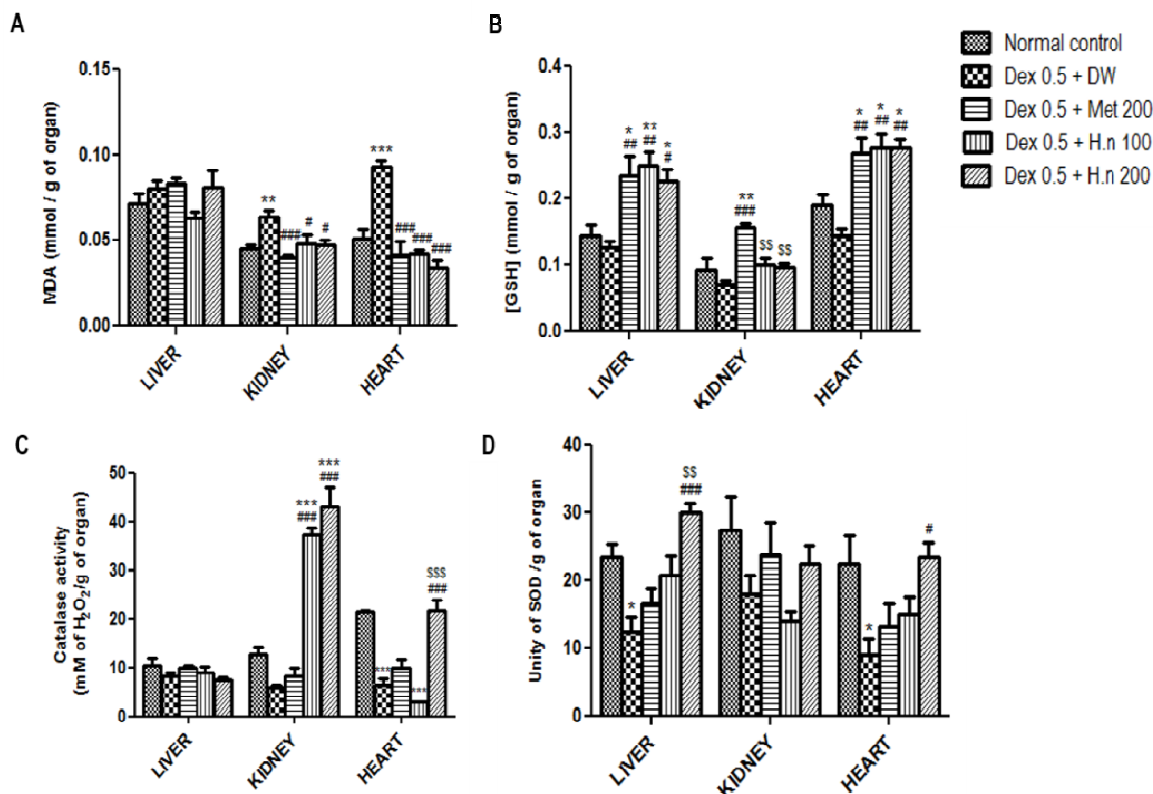 A
MDA (mmol / g of organ)
0.15
0.10
0.05
0.00
** 
***
###
#
#
###
###
###
LIVER
KIDNEY
HEART
B
[GSH] (mmol / g of organ)
0.4
0.3
0.2
0.1
0.0
*
##
**
##
*
#
**
###
$$
$$
*
##
*
##
*
##
LIVER
KIDNEY
HEART
Normal control
Dex 0.5 + DW
Dex 0.5 + Met 200
Dex 0.5 + H.n 100
Dex 0.5 + H.n 200
C
Catalase activity
(mM of H₂O₂/g of organ)
50
40
30
20
10
0
***
###
***
###
***
***
$$$
###
LIVER
KIDNEY
HEART
D
Unity of SOD /g of organ
40
30
20
10
0
*
$$
###
*
#
LIVER
KIDNEY
HEART